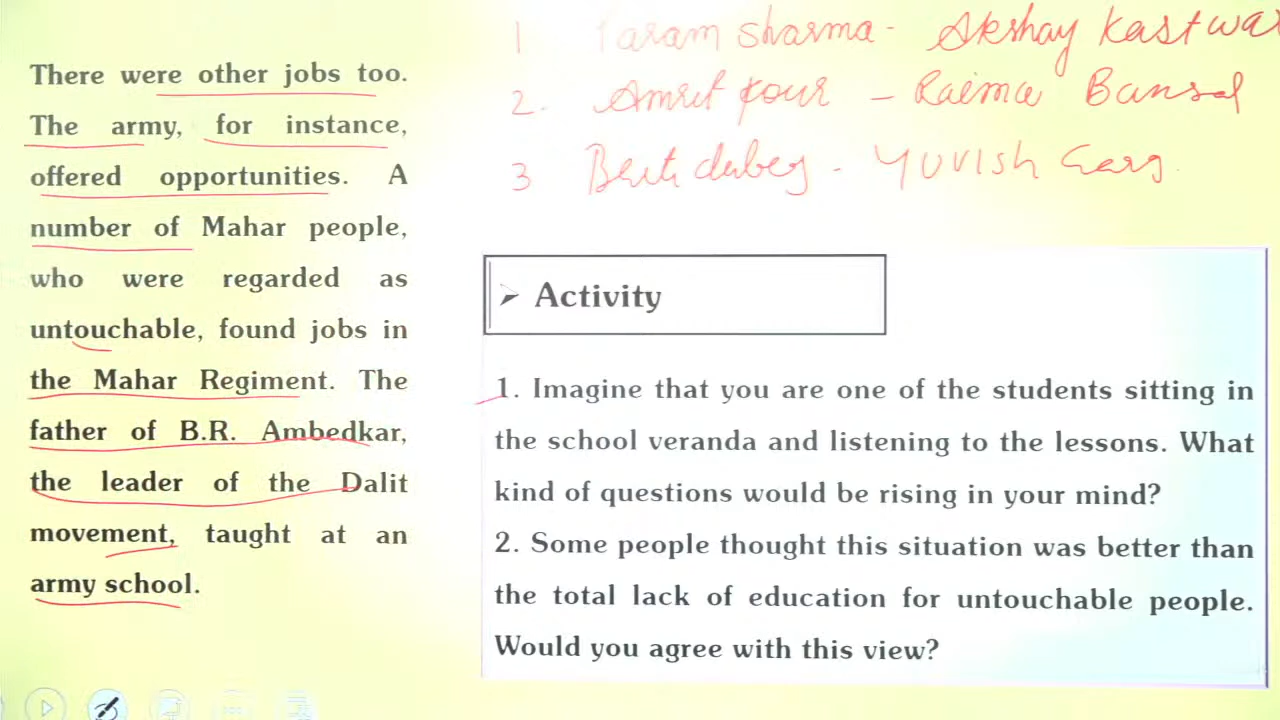 There were other jobs too.
The army, for instance,
offered opportunities. A
number of Mahar people,
who were regarded as
untouchable, found jobs in
the Mahar Regiment. The
father of B.R. Ambedkar,
the leader of the Dalit
movement, taught at an
army school.
1 Param Sharma - Akshay
2. Amrit Kour - Raima Bansal
3 dubey - YUVISH Garg
Activity
1. Imagine that you are one of the students sitting in
the school veranda and listening to the lessons. What
kind of questions would be rising in your mind?
2. Some people thought this situation was better than
the total lack of education for untouchable people.
Would you agree with this view?